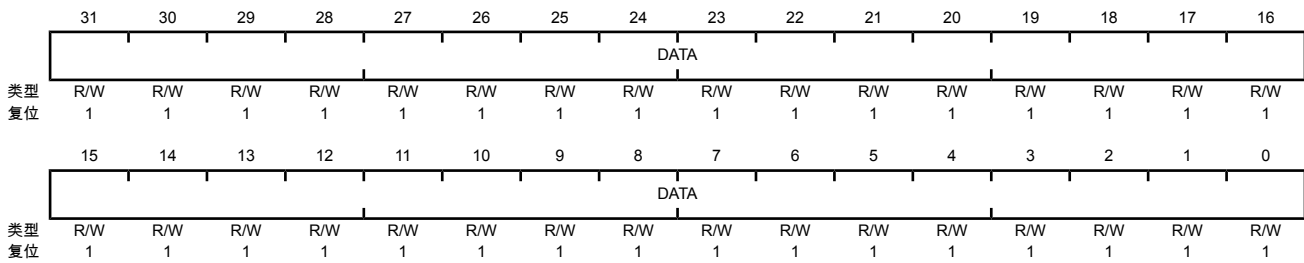 31 30 29 28 27 26 25 24 23 22 21 20 19 18 17 16
DATA
类型 R/W R/W R/W R/W R/W R/W R/W R/W R/W R/W R/W R/W R/W R/W R/W R/W
复位 1 1 1 1 1 1 1 1 1 1 1 1 1 1 1 1
15 14 13 12 11 10 9 8 7 6 5 4 3 2 1 0
DATA
类型 R/W R/W R/W R/W R/W R/W R/W R/W R/W R/W R/W R/W R/W R/W R/W R/W
复位 1 1 1 1 1 1 1 1 1 1 1 1 1 1 1 1